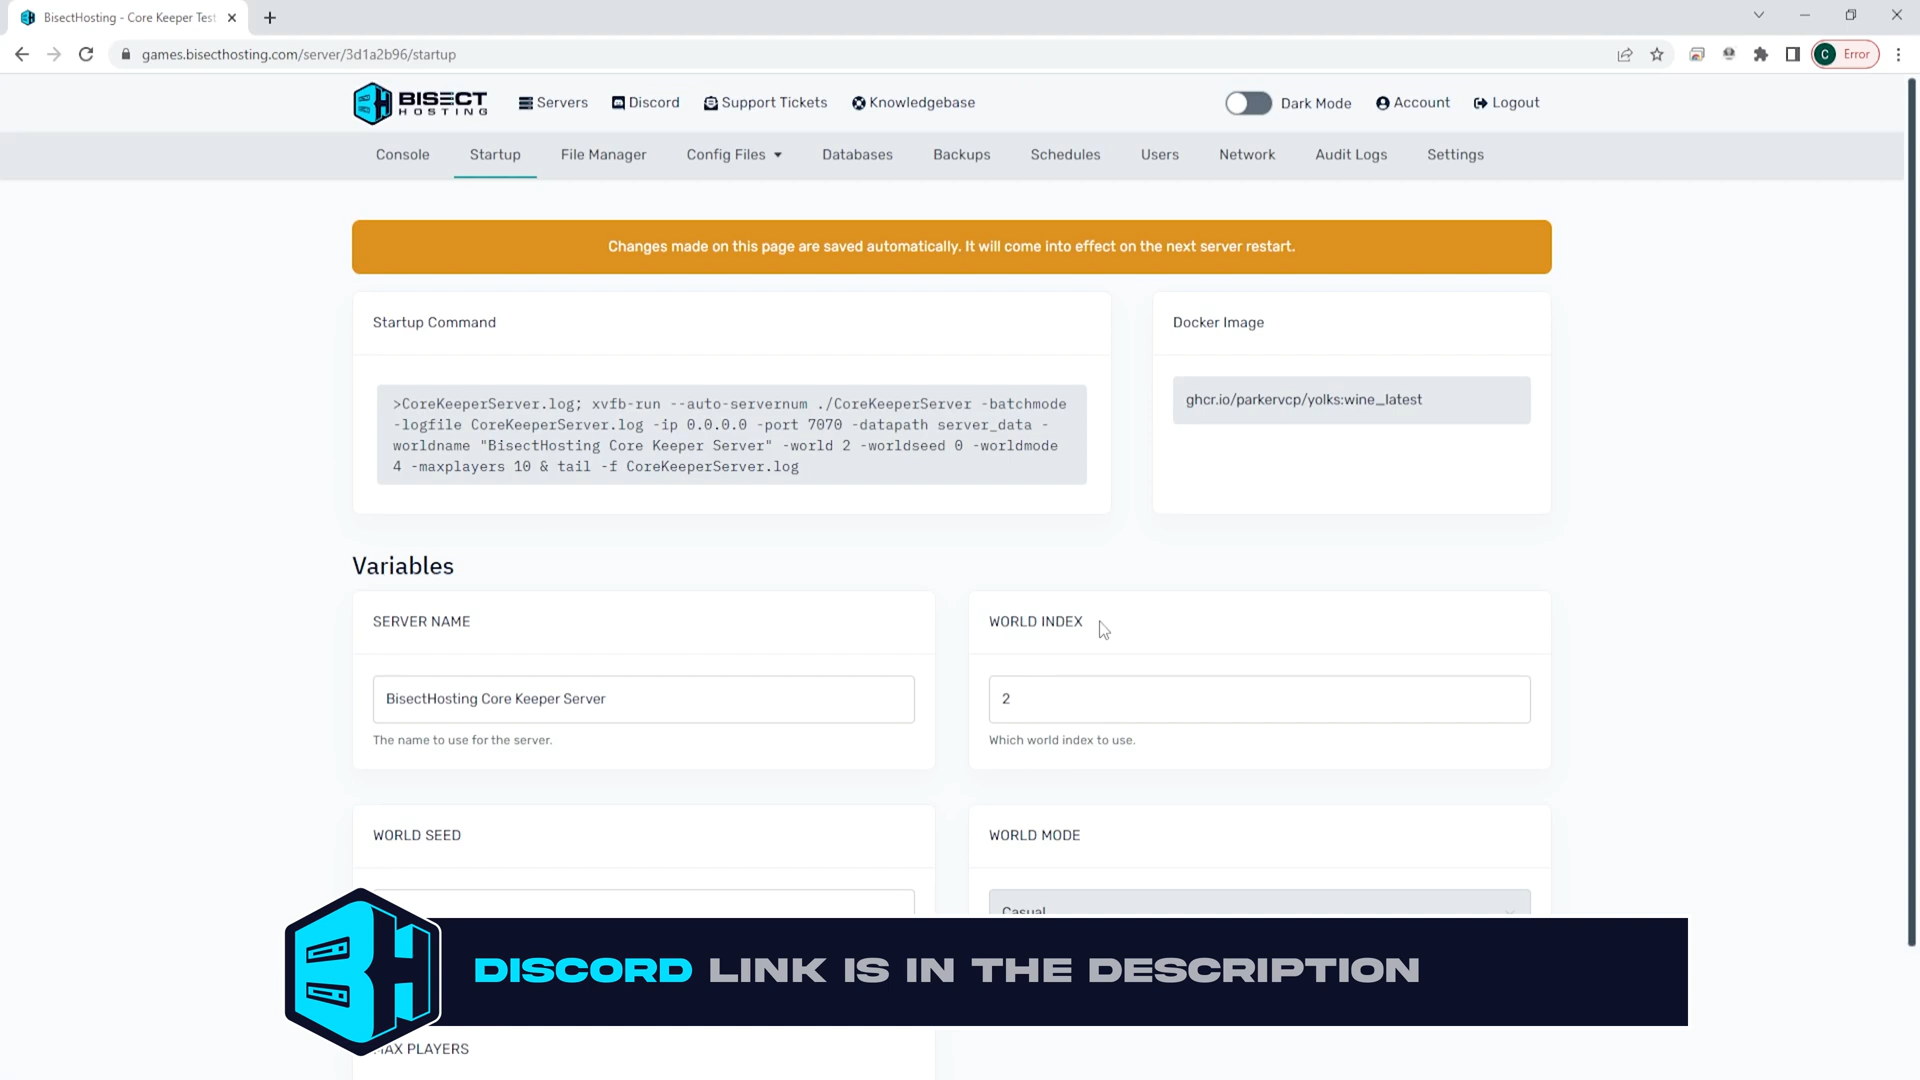 BisectHosting - Core Keeper Test
games.bisecthosting.com/server/3d1a2b96/startup
C Error
BISECT HOSTING
Servers Discord Support Tickets Knowledgebase Dark Mode Account Logout
Console Startup File Manager Config Files Databases Backups Schedules Users Network Audit Logs Settings
Changes made on this page are saved automatically. It will come into effect on the next server restart.
Startup Command
>CoreKeeperServer.log; xvfb-run --auto-servernum ./CoreKeeperServer -batchmode
-logfile CoreKeeperServer.log -ip 0.0.0.0 -port 7070 -datapath server_data -
worldname "BisectHosting Core Keeper Server" -world 2 -worldseed 0 -worldmode
4 -maxplayers 10 & tail -f CoreKeeperServer.log
Docker Image
ghcr.io/parkervcp/yolks:wine_latest
Variables
SERVER NAME
BisectHosting Core Keeper Server
The name to use for the server.
WORLD INDEX
2
Which world index to use.
WORLD SEED
WORLD MODE
Casual
DISCORD LINK IS IN THE DESCRIPTION
MAX PLAYERS